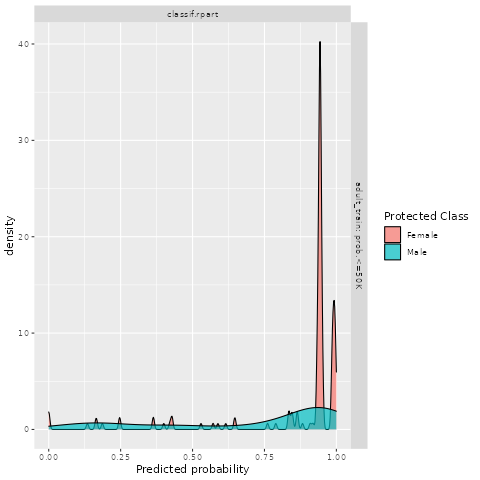 classif.rpart
40
30
20
10
0
density
adult_train: prob.<=50K
0.00 0.25 0.50 0.75 1.00
Predicted probability
Protected Class
Female
Male